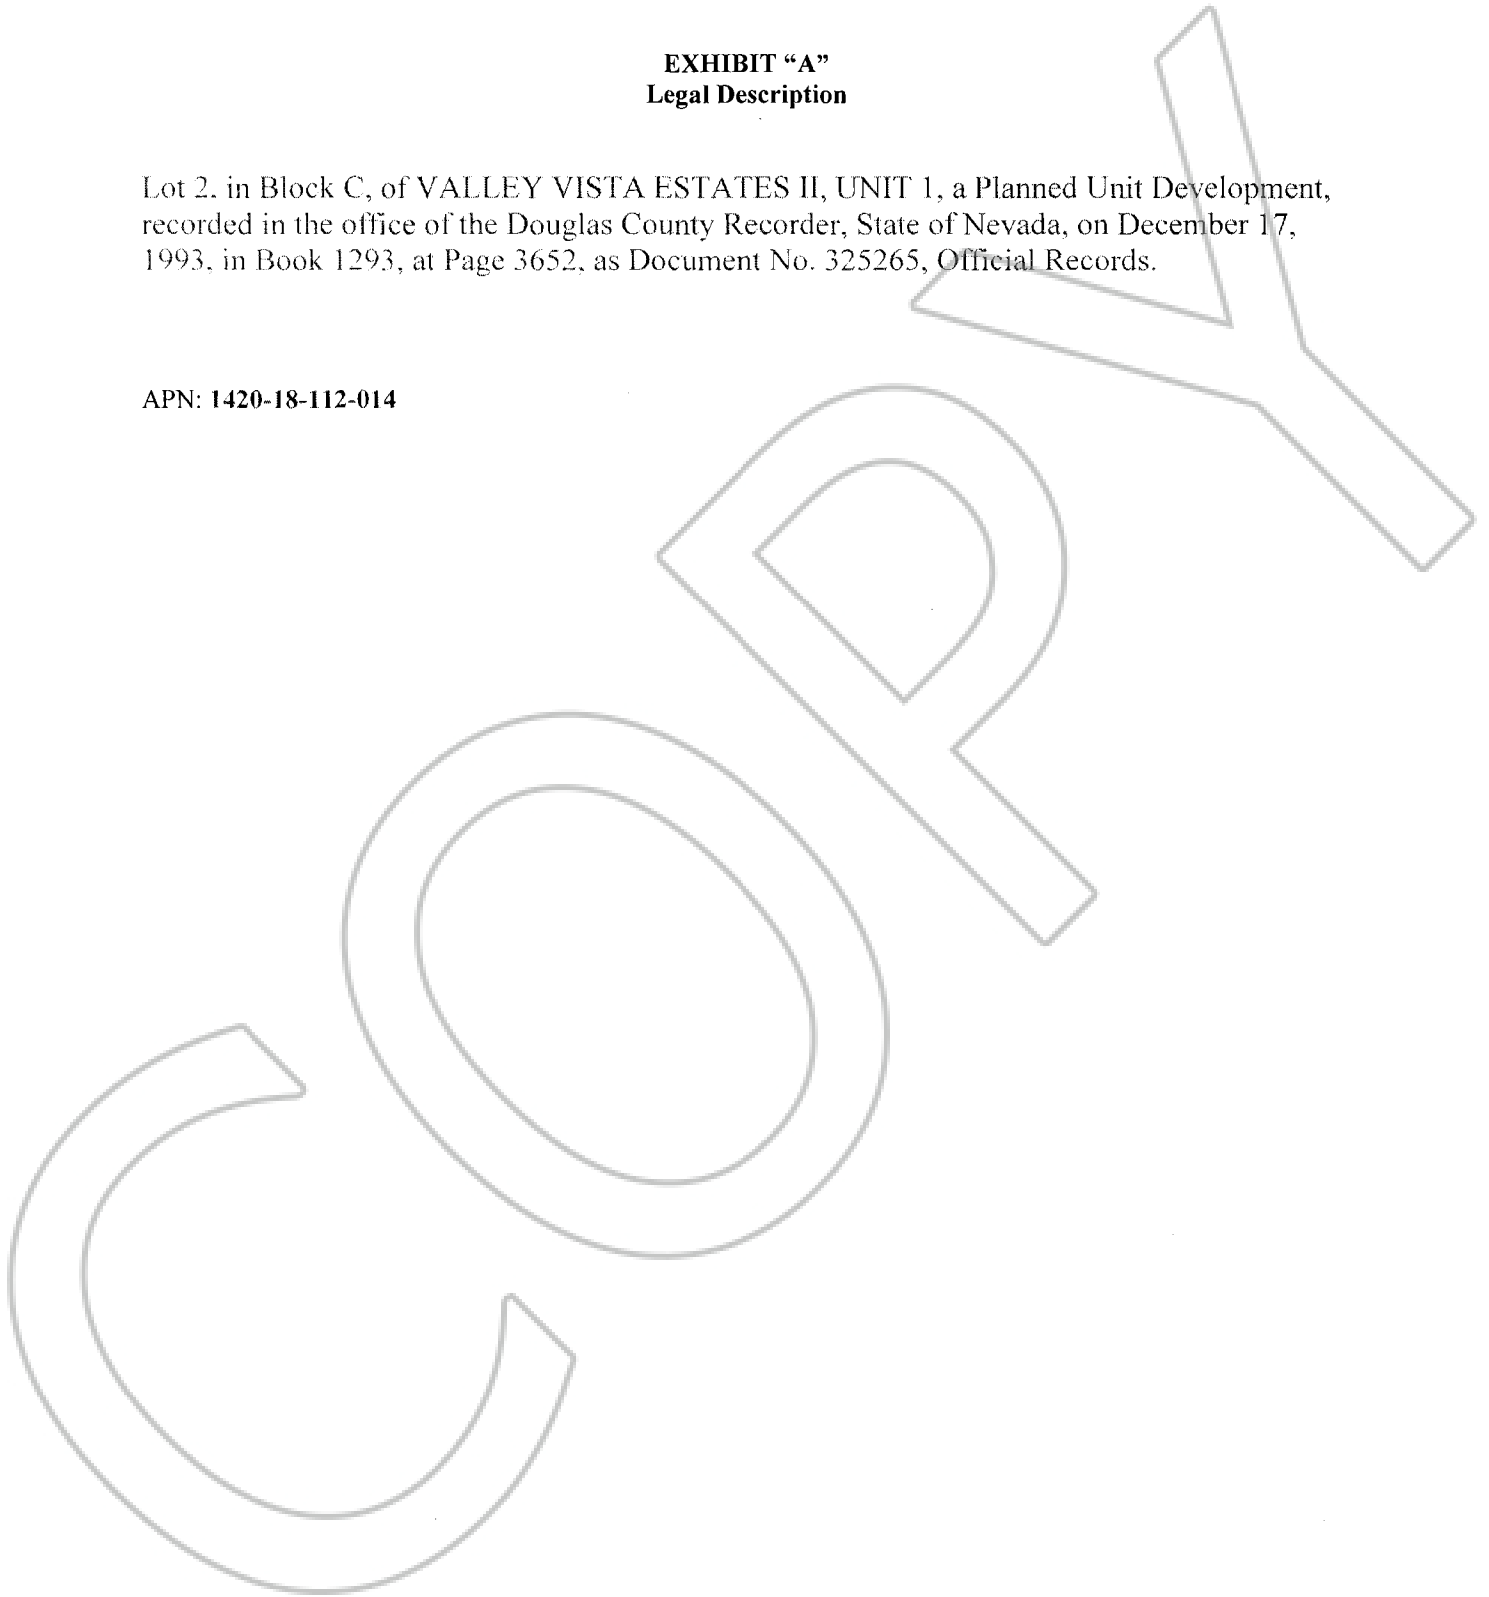 EXHIBIT “A”
Legal Description
Lot 2, in Block C, of VALLEY VISTA ESTATES II, UNIT 1, a Planned Unit Development,
recorded in the office of the Douglas County Recorder, State of Nevada, on December 17,
1993, in Book 1293, at Page 3652, as Document No. 325265, Official Records.
APN: 1420-18-112-014
COPY